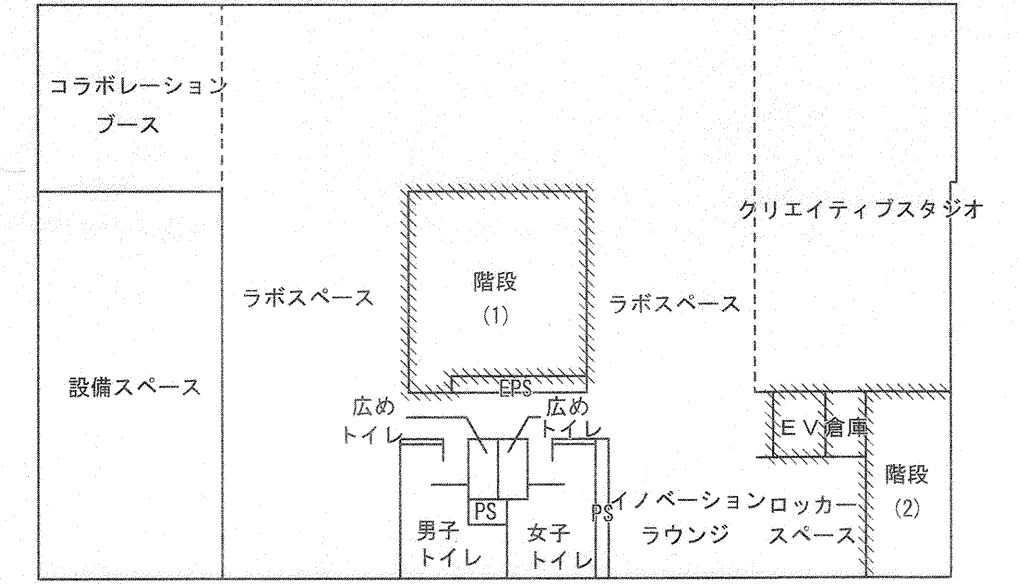 コラボレーション
ブース
クリエイティブスタジオ
階段
(1)
ラボスペース
ラボスペース
設備スペース
EPS
広め
トイレ
広め
トイレ
ＥＶ
倉庫
階段
(2)
PS
PS
イノベーション
ラウンジ
ロッカー
スペース
男子
トイレ
女子
トイレ